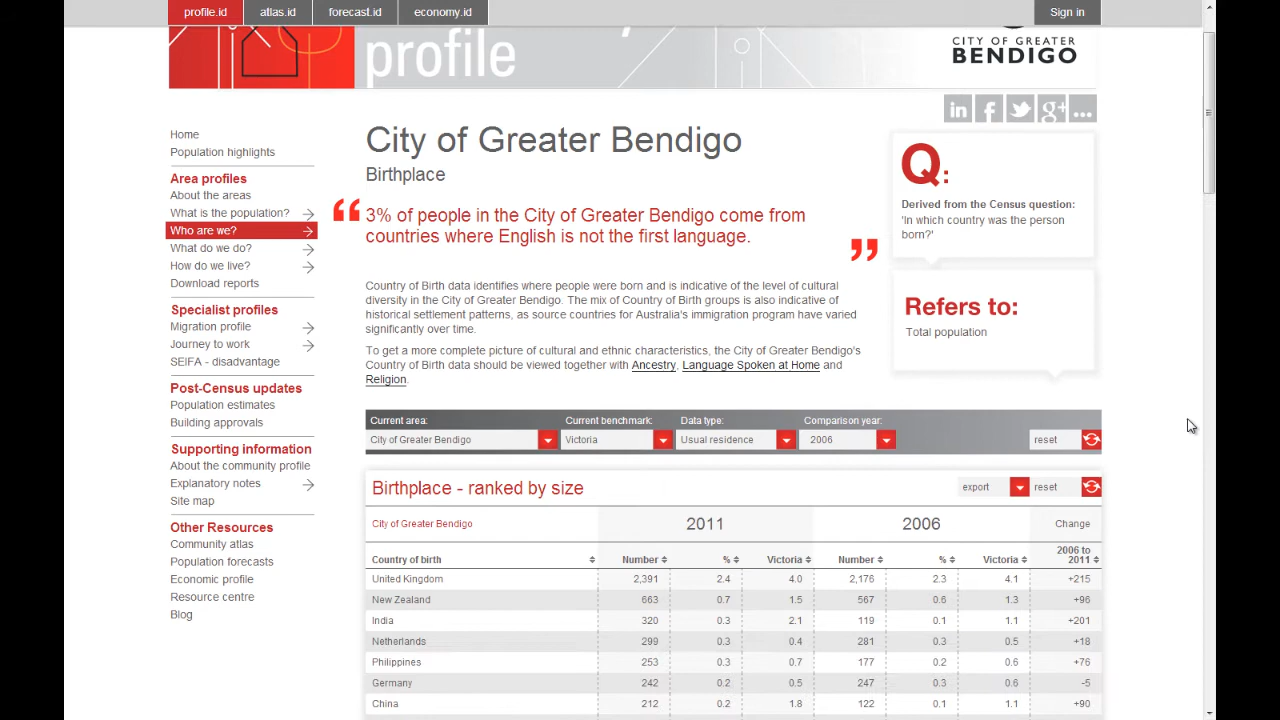 profile.id atlas.id forecast.id economy.id Sign in
profile
CITY OF GREATER
BENDIGO
in f g+ ...
Home
Population highlights
Area profiles
About the areas
What is the population?
Who are we?
What do we do?
How do we live?
Download reports
Specialist profiles
Migration profile
Journey to work
SEIFA - disadvantage
Post-Census updates
Population estimates
Building approvals
Supporting information
About the community profile
Explanatory notes
Site map
Other Resources
Community atlas
Population forecasts
Economic profile
Resource centre
Blog
City of Greater Bendigo
Birthplace
“ 3% of people in the City of Greater Bendigo come from
countries where English is not the first language. ”
Country of Birth data identifies where people were born and is indicative of the level of cultural
diversity in the City of Greater Bendigo. The mix of Country of Birth groups is also indicative of
historical settlement patterns, as source countries for Australia's immigration program have varied
significantly over time.
To get a more complete picture of cultural and ethnic characteristics, the City of Greater Bendigo's
Country of Birth data should be viewed together with Ancestry, Language Spoken at Home and
Religion.
Q:
Derived from the Census question:
'In which country was the person
born?'
Refers to:
Total population
Current area: Current benchmark: Data type: Comparison year:
City of Greater Bendigo Victoria Usual residence 2006 reset
Birthplace - ranked by size export reset
City of Greater Bendigo 2011 2006 Change
Country of birth Number % Victoria Number % Victoria 2006 to
2011
United Kingdom 2,391 2.4 4.0 2,176 2.3 4.1 +215
New Zealand 663 0.7 1.5 567 0.6 1.3 +96
India 320 0.3 2.1 119 0.1 1.1 +201
Netherlands 299 0.3 0.4 281 0.3 0.5 +18
Philippines 253 0.3 0.7 177 0.2 0.6 +76
Germany 242 0.2 0.5 247 0.3 0.6 -5
China 212 0.2 1.8 122 0.1 1.1 +90